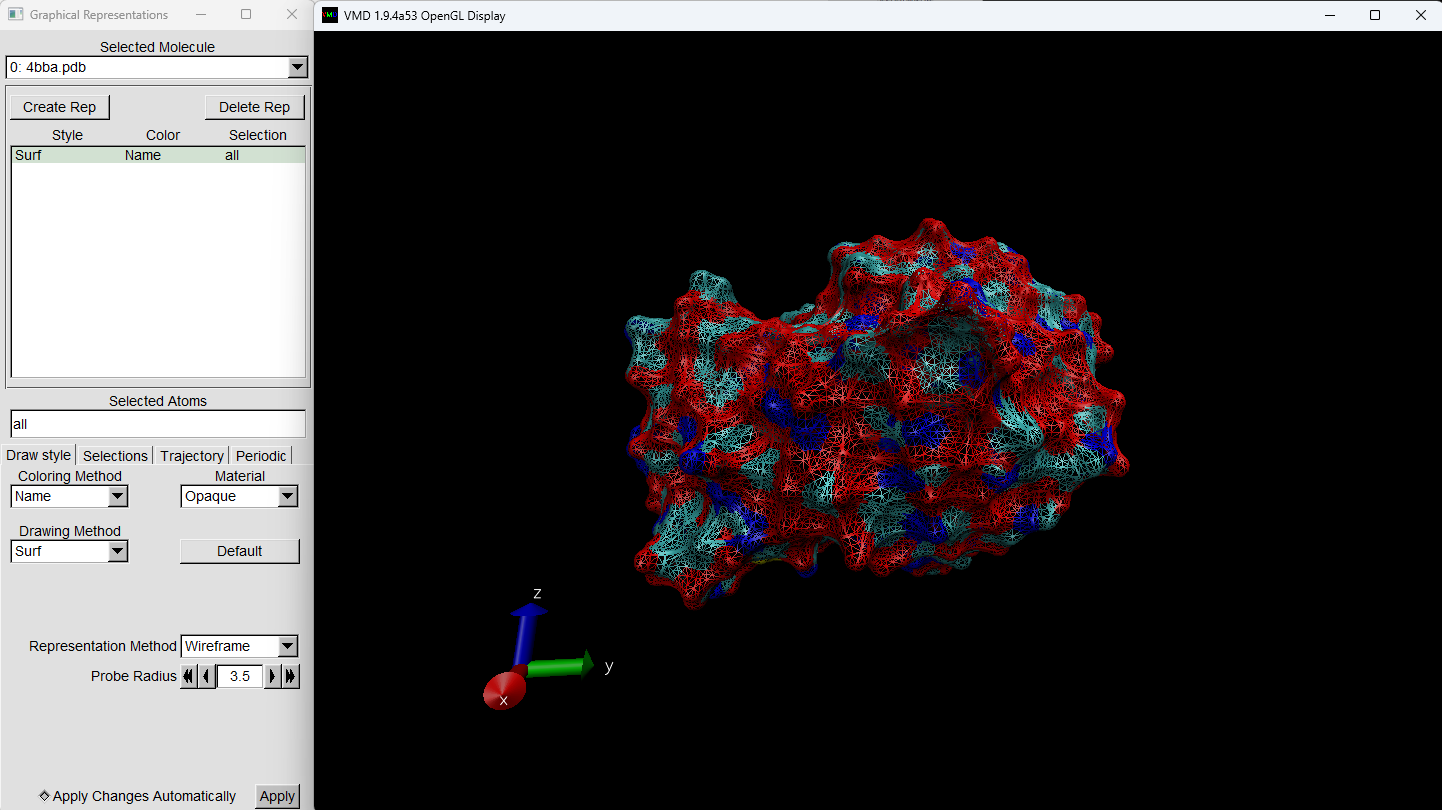 Graphical Representations
VMD VMD 1.9.4a53 OpenGL Display
Selected Molecule
0: 4bba.pdb
Create Rep Delete Rep
Style Color Selection
Surf Name all
Selected Atoms
all
Draw style Selections Trajectory Periodic
Coloring Method Material
Name Opaque
Drawing Method
Surf Default
Representation Method Wireframe
Probe Radius 3.5
Apply Changes Automatically Apply
z
y
x